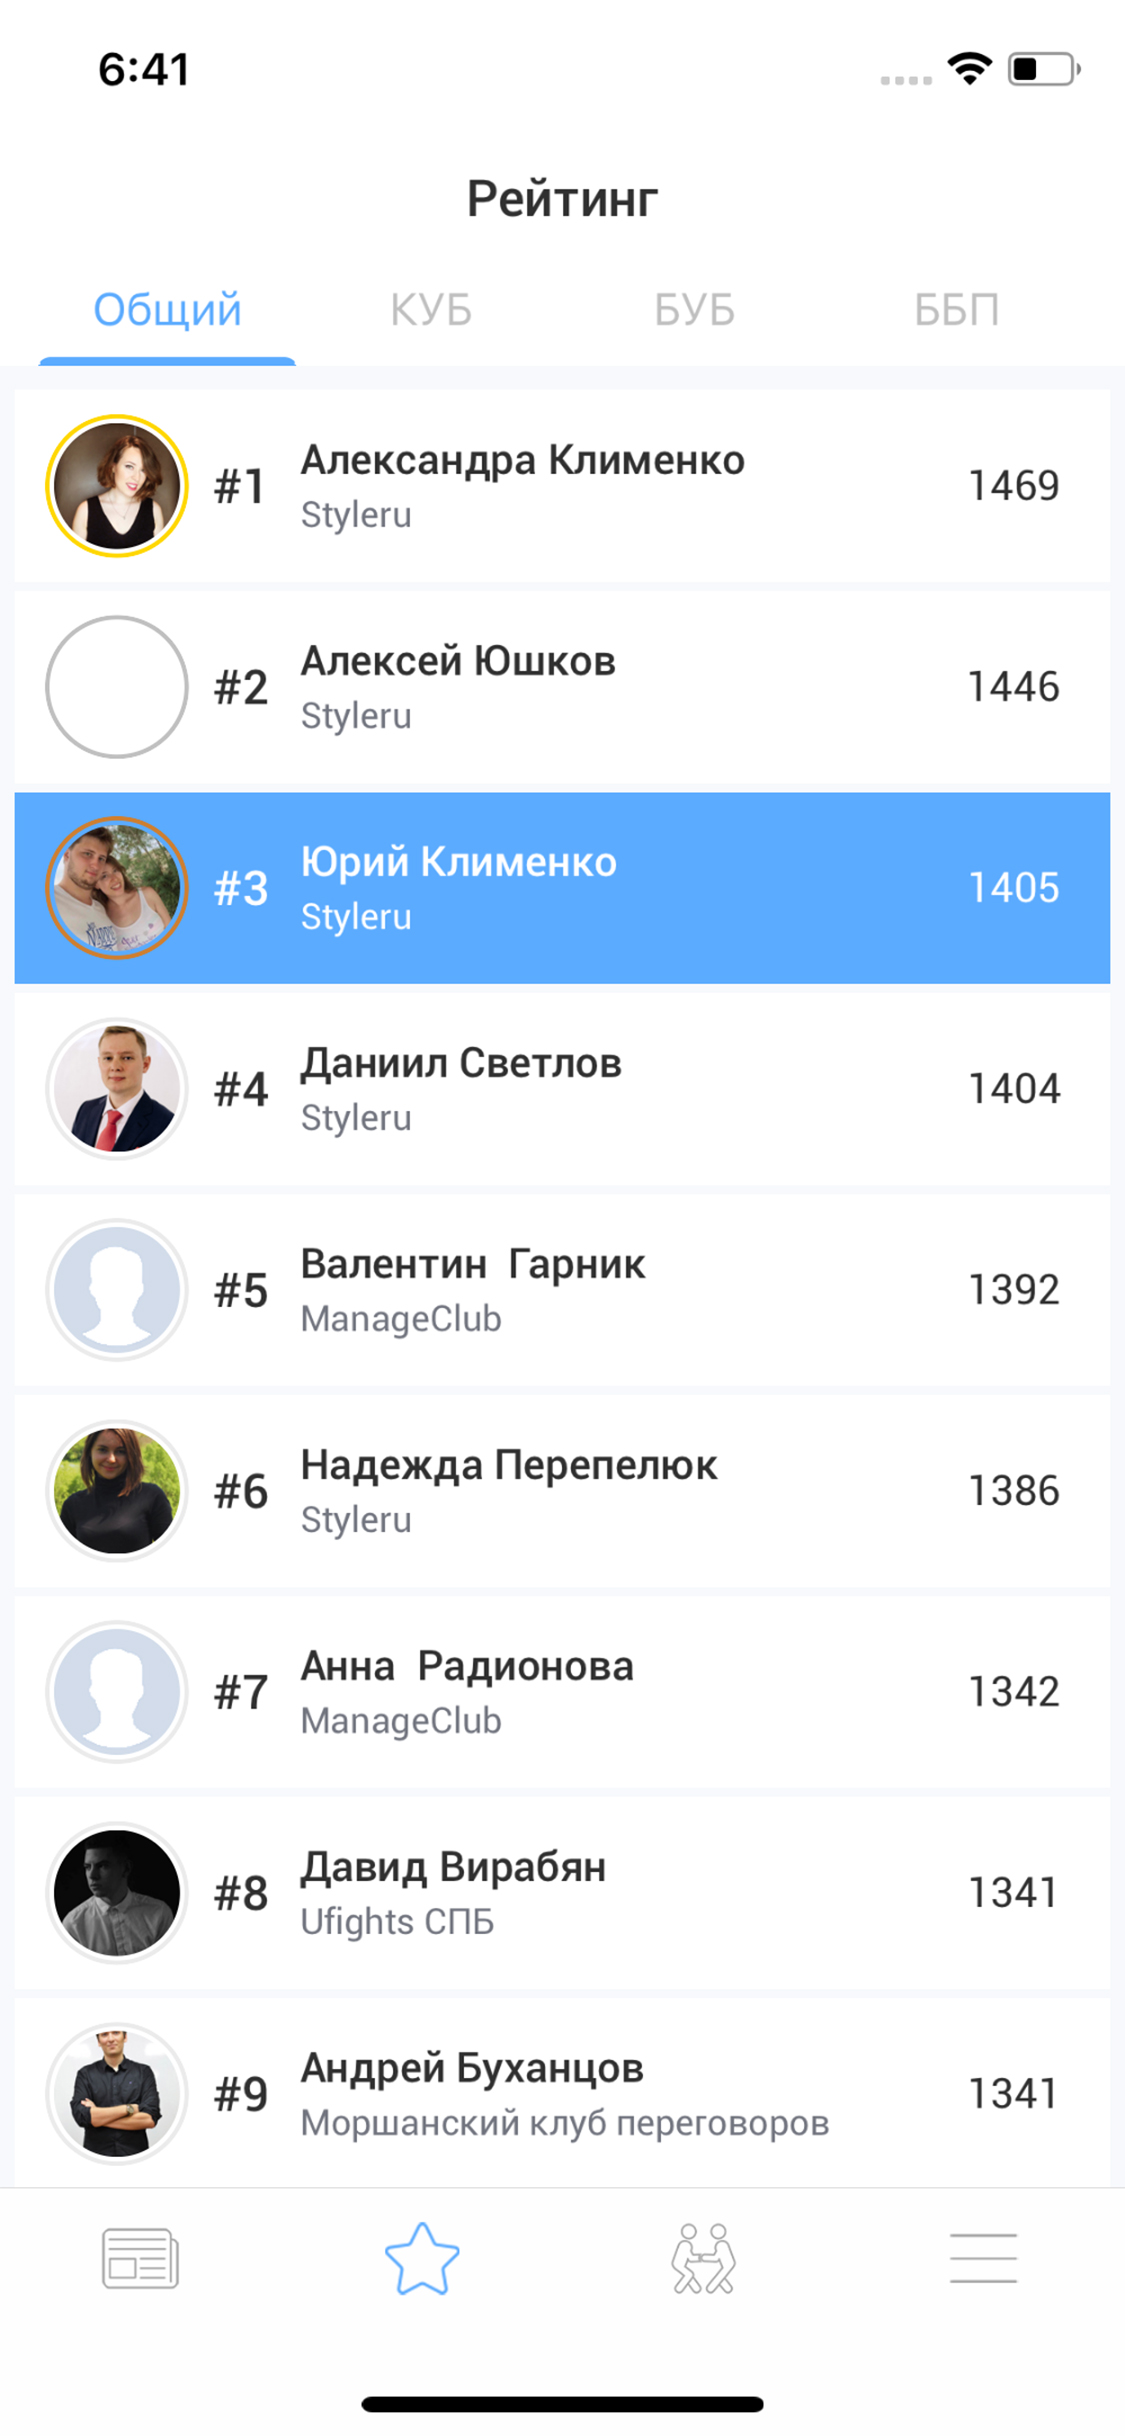 6:41
Рейтинг
Общий КУБ БУБ ББП
#1 Александра Клименко 1469
Styleru
#2 Алексей Юшков 1446
Styleru
#3 Юрий Клименко 1405
Styleru
#4 Даниил Светлов 1404
Styleru
#5 Валентин  Гарник 1392
ManageClub
#6 Надежда Перепелюк 1386
Styleru
#7 Анна  Радионова 1342
ManageClub
#8 Давид Вирабян 1341
Ufights СПБ
#9 Андрей Буханцов 1341
Моршанский клуб переговоров